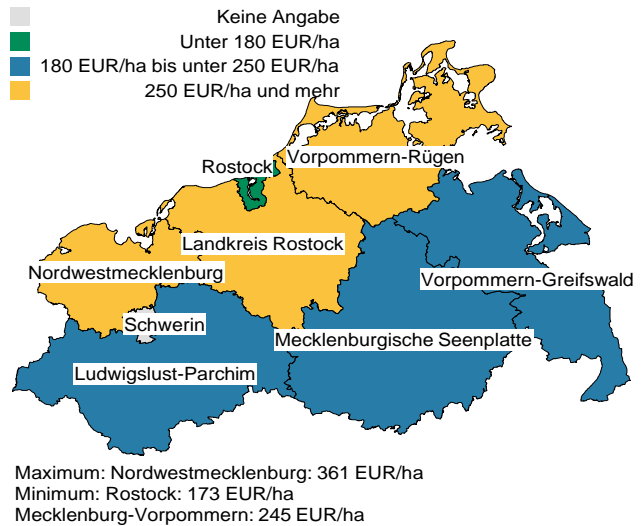 Keine Angabe
Unter 180 EUR/ha
180 EUR/ha bis unter 250 EUR/ha
250 EUR/ha und mehr
Rostock
Vorpommern-Rügen
Landkreis Rostock
Nordwestmecklenburg
Vorpommern-Greifswald
Schwerin
Mecklenburgische Seenplatte
Ludwigslust-Parchim
Maximum: Nordwestmecklenburg: 361 EUR/ha
Minimum: Rostock: 173 EUR/ha
Mecklenburg-Vorpommern: 245 EUR/ha